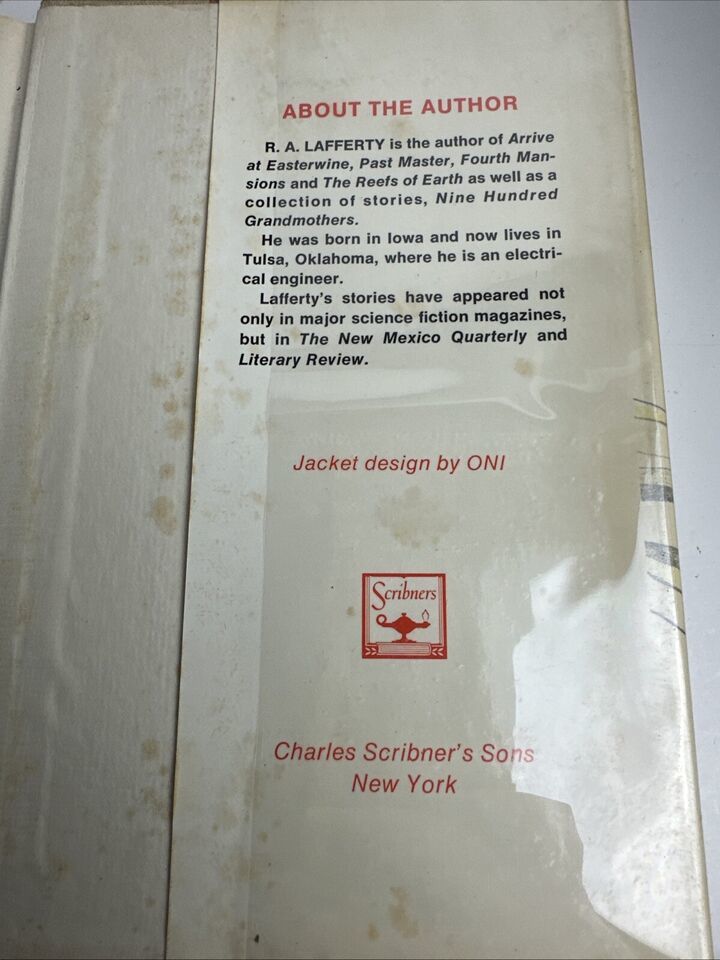 ABOUT THE AUTHOR
R. A. LAFFERTY is the author of Arrive
at Easterwine, Past Master, Fourth Man-
sions and The Reefs of Earth as well as a
collection of stories, Nine Hundred
Grandmothers.
He was born in Iowa and now lives in
Tulsa, Oklahoma, where he is an electri-
cal engineer.
Lafferty's stories have appeared not
only in major science fiction magazines,
but in The New Mexico Quarterly and
Literary Review.
Jacket design by ONI
Scribners
Charles Scribner's Sons
New York